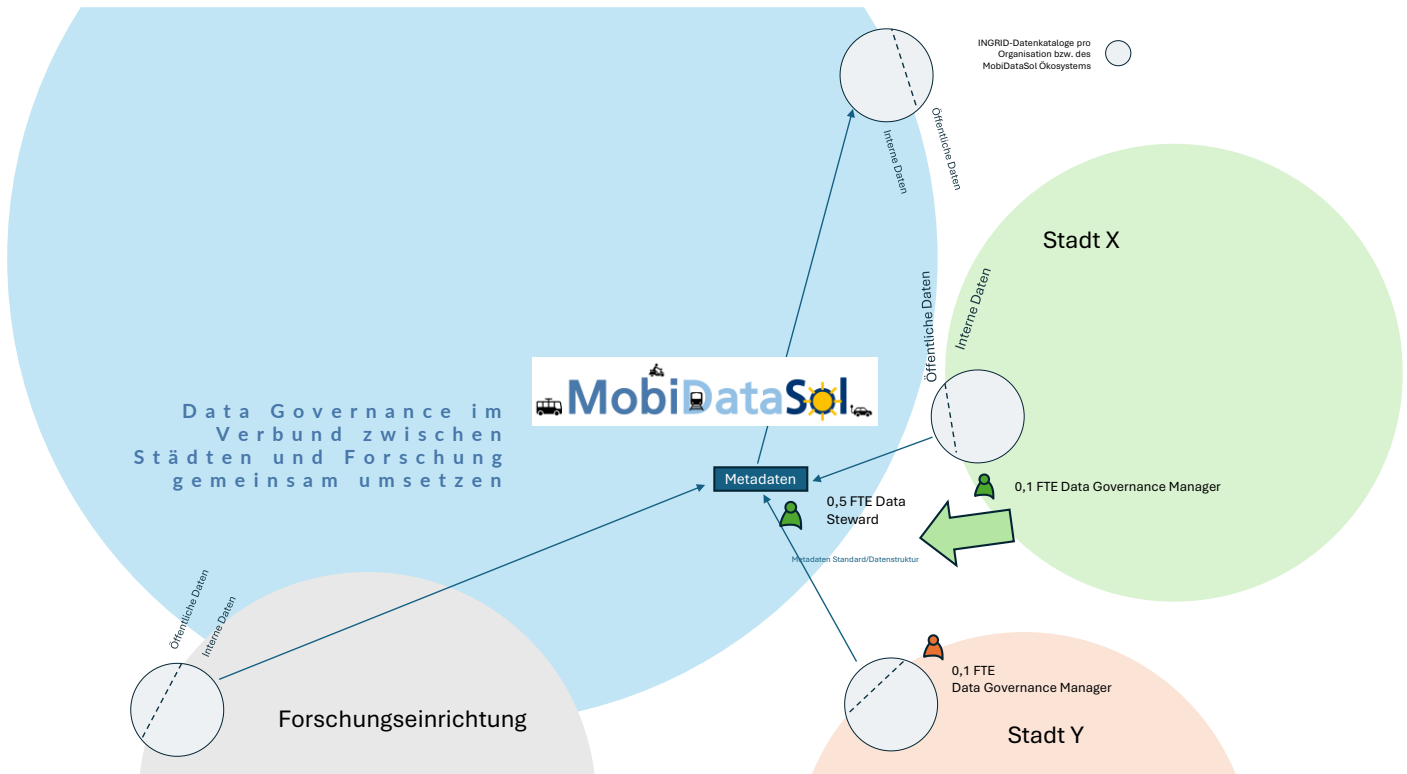 INGRID-Datenkataloge pro
Organisation bzw. des
MobiDataSol Ökosystems
Öffentliche Daten
Interne Daten
Stadt X
Öffentliche Daten
Interne Daten
MobiDataSol
Data Governance im
Verbund zwischen
Städten und Forschung
gemeinsam umsetzen
Metadaten
0,5 FTE Data
Steward
0,1 FTE Data Governance Manager
Metadaten Standard/Datenstruktur
Öffentliche Daten
Interne Daten
0,1 FTE
Data Governance Manager
Forschungseinrichtung
Stadt Y